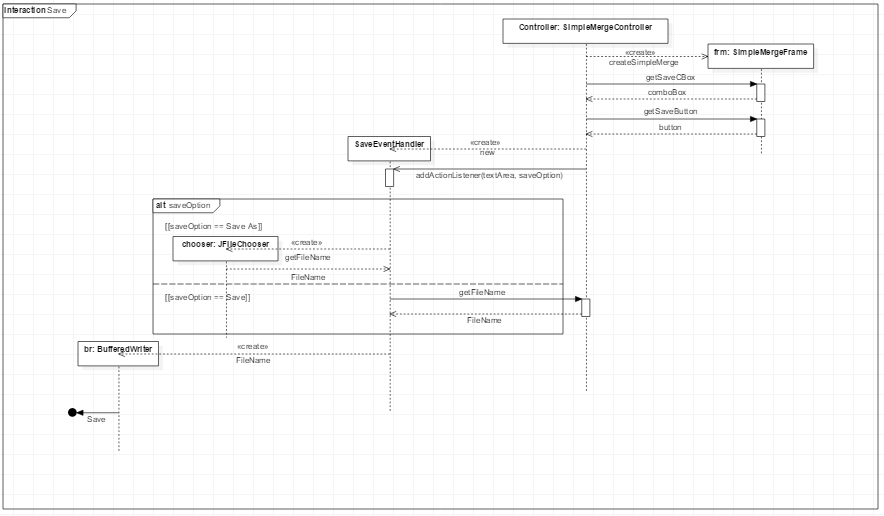 Interaction Save
Controller: SimpleMergeController
«create»
frm: SimpleMergeFrame
createSimpleMerge
getSaveCBox
comboBox
getSaveButton
button
SaveEventHandler
«create»
new
addActionListener(textArea, saveOption)
alt saveOption
[[saveOption == Save As]]
chooser: JFileChooser
«create»
getFileName
FileName
[[saveOption == Save]]
getFileName
FileName
br: BufferedWriter
«create»
FileName
Save